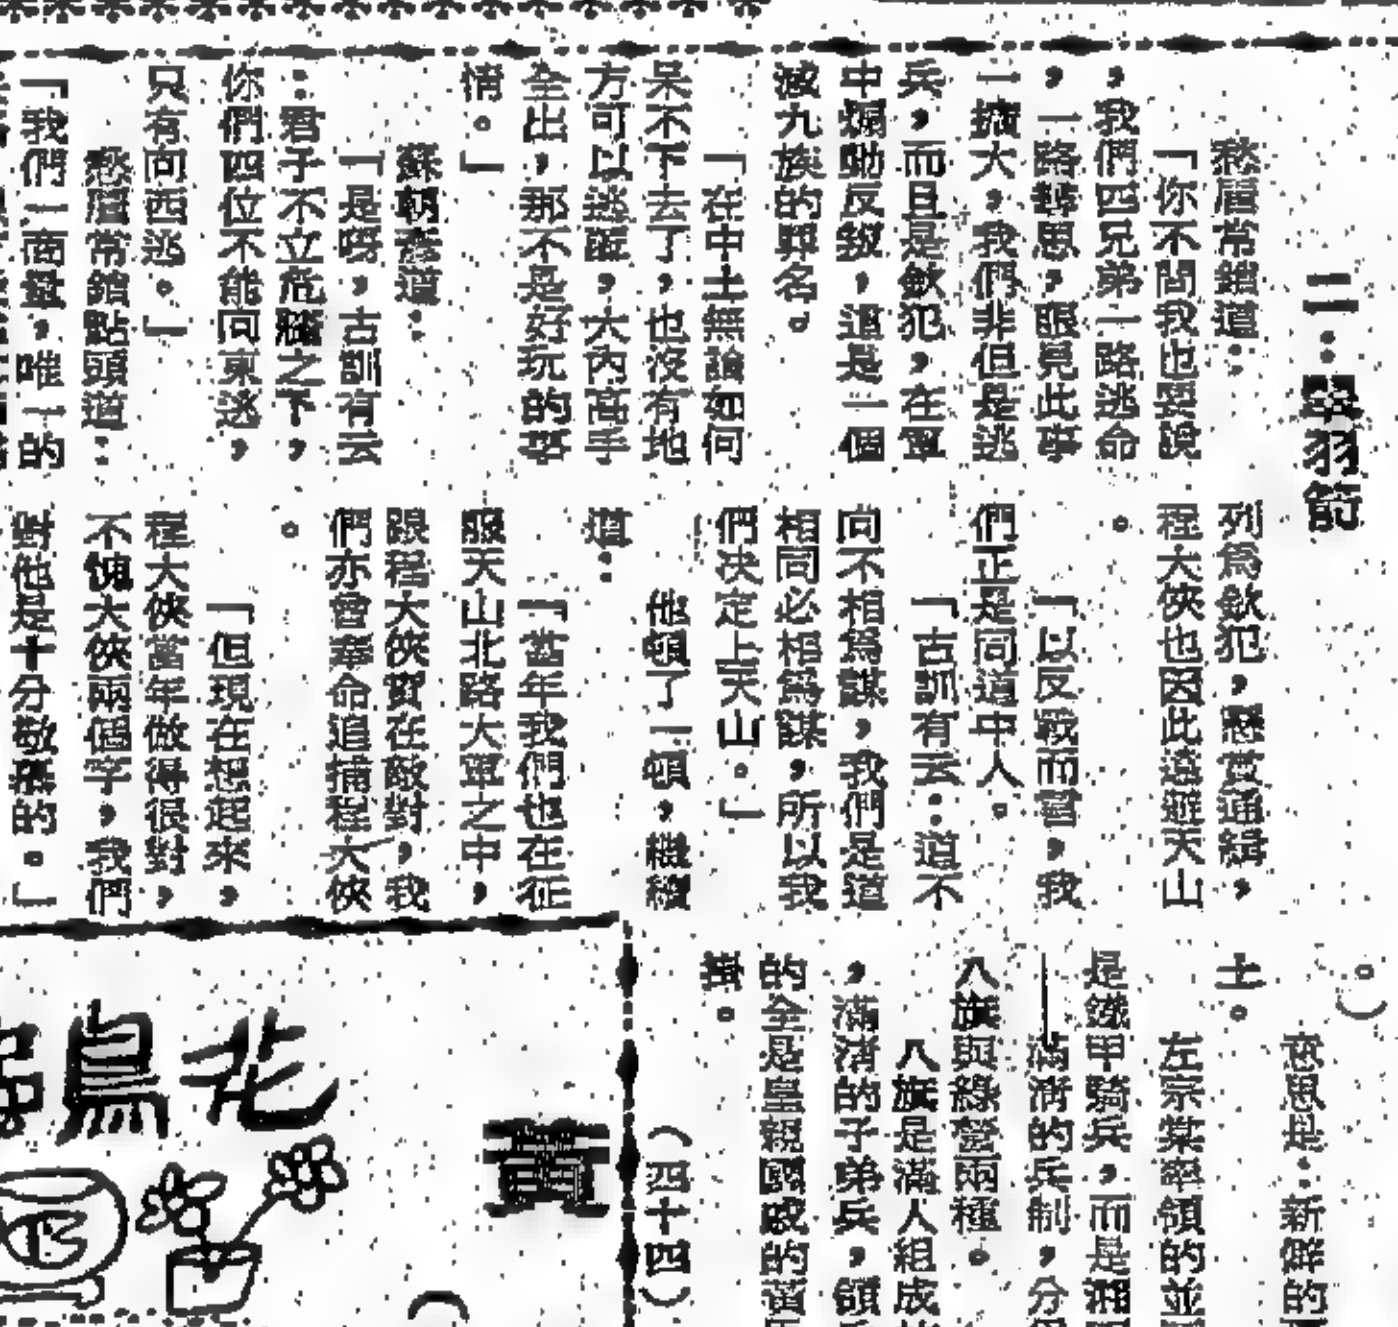 二：翠羽箭
愁眉常鎖道：
「你不問我也要說
，我們四兄弟一路逃命
，一路轉思，眼見此事
一擴大，我們非但是逃
兵，而且是欽犯，在軍
中煽動反叛，這是一個
滅九族的罪名。
「在中土無論如何
呆不下去了，也沒有地
方可以逃匿，大內高手
全出，那不是好玩的事
情。」
蘇朝彥道：
「是呀，古訓有云
：君子不立危牆之下，
你們四位不能向東逃，
只有向西逃。」
愁眉常鎖點頭道：
「我們一商量，唯一的
列為欽犯，懸賞通緝，
程大俠也因此遠遊天山
。
「以反戰而言，我
們正是同道中人。
「古訓有云：道不
同不相為謀，我們是道
相同必相為謀，所以我
們決定上天山。」
他頓了一頓，繼續
道：
「當年我們也在征
服天山北路大軍之中，
跟程大俠實在敵對，我
們亦曾奉命追捕程大俠
。
「但現在想起來，
程大俠當年做得很對，
不愧大俠兩個字，我們
對他是十分敬佩的。」
。）
意思是：新鮮的
土。
左宗棠率領的並
是鐵甲騎兵，而是湘
滿清的兵制，分
八旗與綠營兩種。
八旗是滿人組成
，滿清的子弟兵，領
的全是皇親國戚的
（四十四）
花鳥
黃